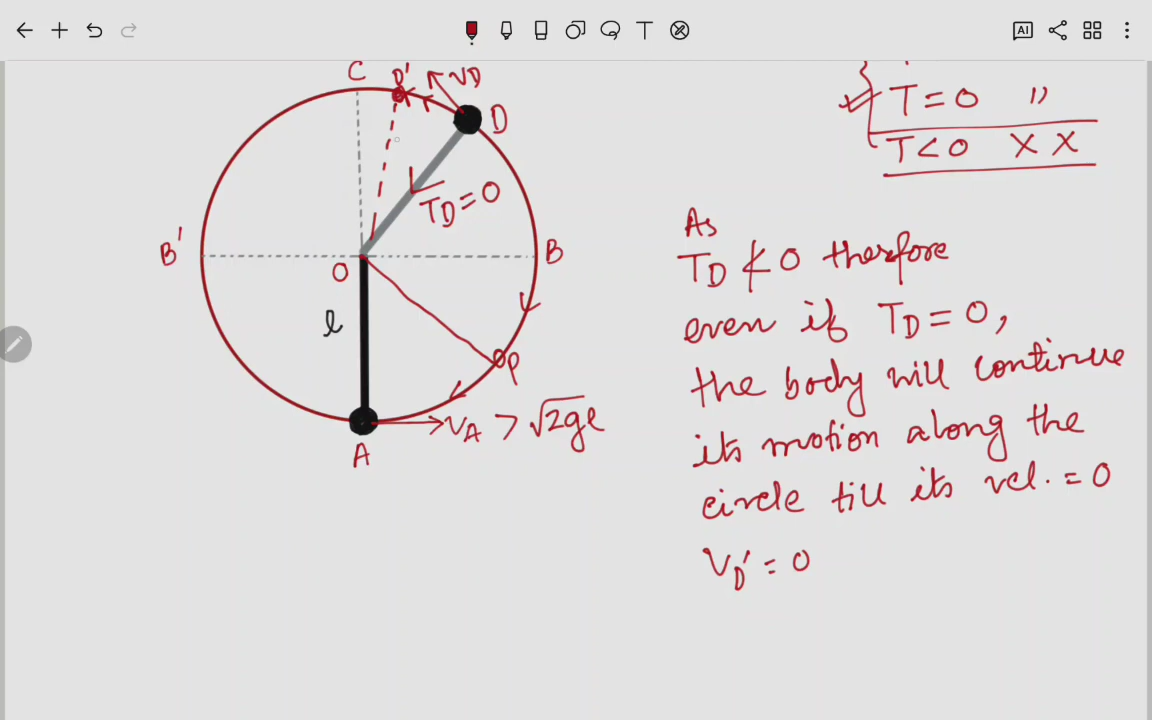 AI
T = 0 "
T < 0 X X
C
D'
VD
D
TD = 0
B'
O
B
l
P
VA > √2gl
A
As
TD ≮ 0 therefore
even if TD = 0,
the body will continue
its motion along the
circle till its vel. = 0
VD' = 0